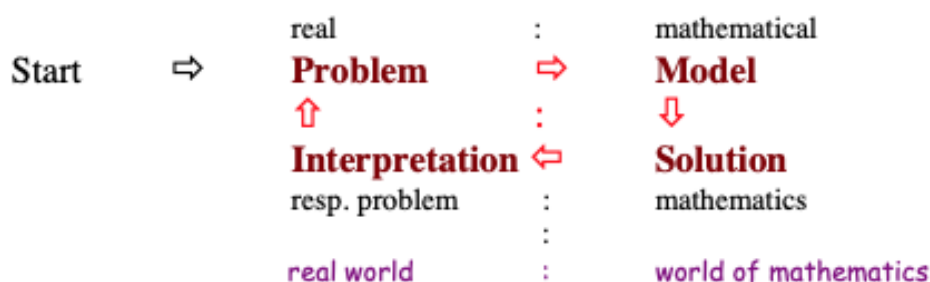 real : mathematical
Start ⇨ Problem ⇨ Model
⇧ : ⇩
Interpretation ⇦ Solution
resp. problem : mathematics
:
real world : world of mathematics